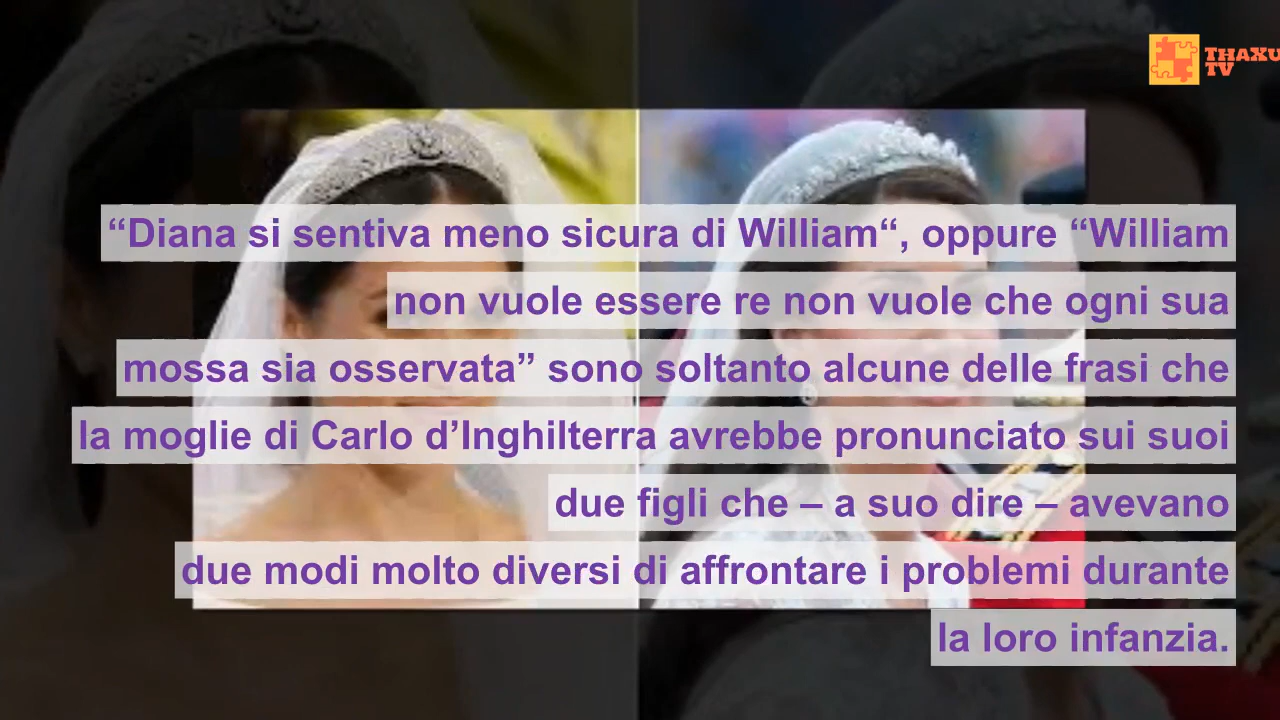 THAXU
TV
“Diana si sentiva meno sicura di William“, oppure “William
non vuole essere re non vuole che ogni sua
mossa sia osservata” sono soltanto alcune delle frasi che
la moglie di Carlo d’Inghilterra avrebbe pronunciato sui suoi
due figli che – a suo dire – avevano
due modi molto diversi di affrontare i problemi durante
la loro infanzia.